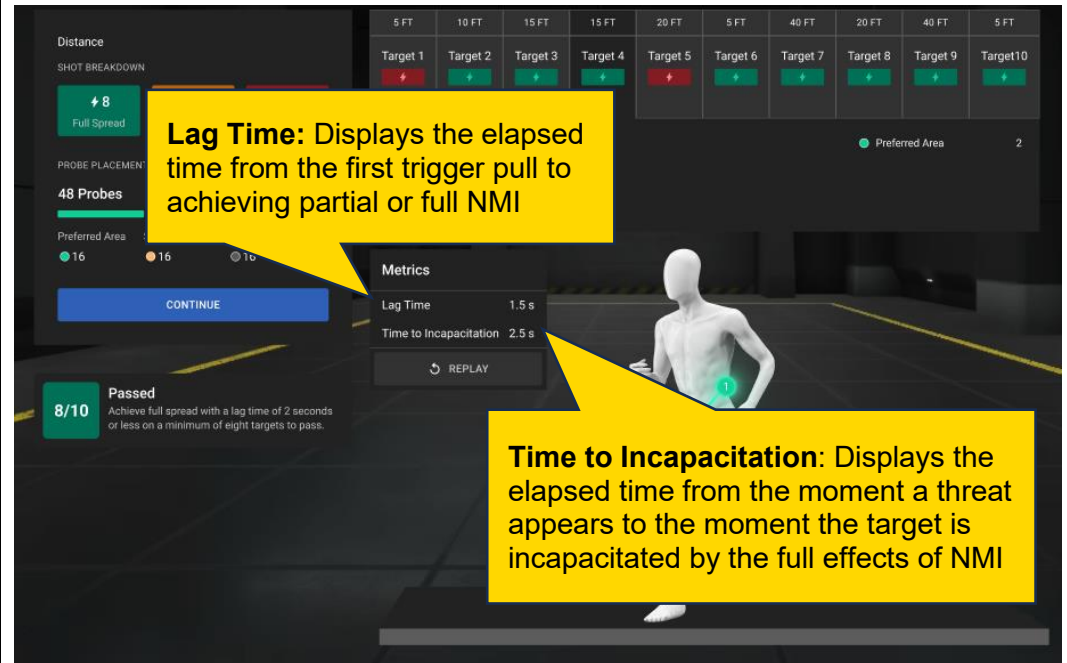 Distance
SHOT BREAKDOWN
8
Full Spread
PROBE PLACEMEN
48 Probes
Preferred Area
16
16
16
CONTINUE
8/10
Passed
Achieve full spread with a lag time of 2 seconds
or less on a minimum of eight targets to pass.
5 FT 10 FT 15 FT 15 FT 20 FT 5 FT 40 FT 20 FT 40 FT 5 FT
Target 1 Target 2 Target 3 Target 4 Target 5 Target 6 Target 7 Target 8 Target 9 Target10
Preferred Area 2
Lag Time: Displays the elapsed
time from the first trigger pull to
achieving partial or full NMI
Metrics
Lag Time 1.5 s
Time to Incapacitation 2.5 s
REPLAY
1
Time to Incapacitation: Displays the
elapsed time from the moment a threat
appears to the moment the target is
incapacitated by the full effects of NMI